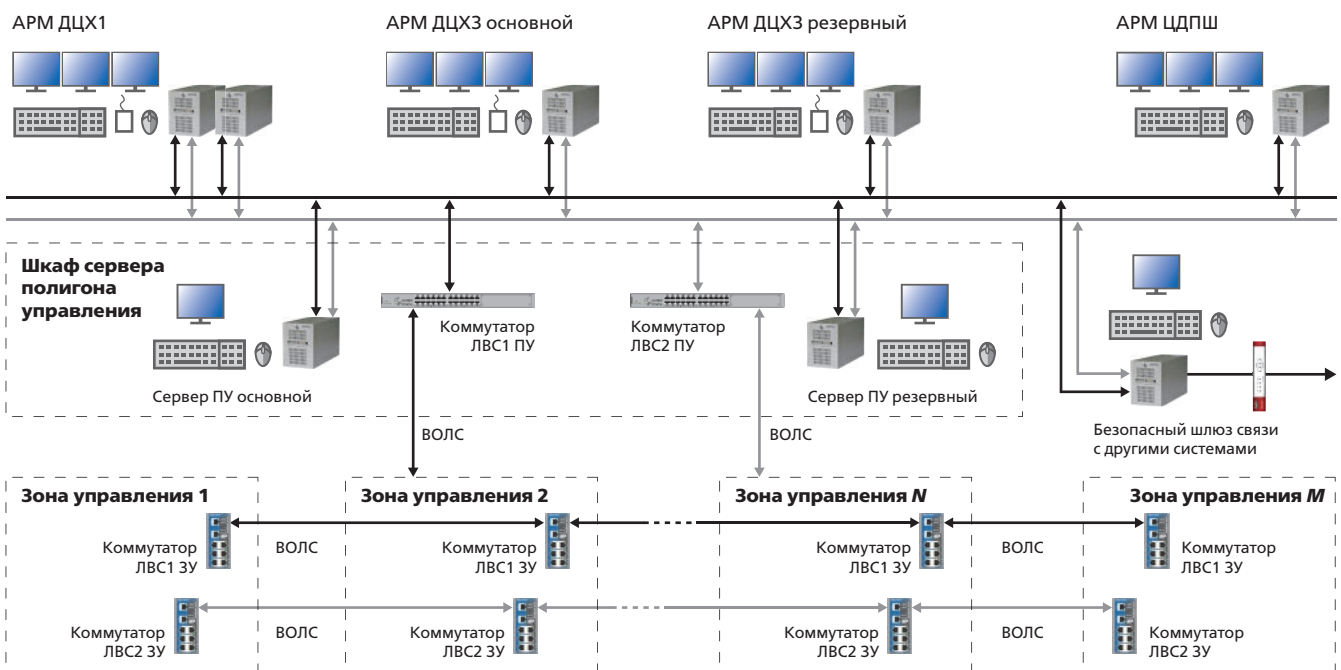 АРМ ДЦХ1
АРМ ДЦХ3 основной
АРМ ДЦХ3 резервный
АРМ ЦДПШ
Шкаф сервера
полигона
управления
Коммутатор
ЛВС1 ПУ
Коммутатор
ЛВС2 ПУ
Сервер ПУ основной
Сервер ПУ резервный
Безопасный шлюз связи
с другими системами
ВОЛС
ВОЛС
Зона управления 1
Зона управления 2
Зона управления N
Зона управления M
Коммутатор
ЛВС1 ЗУ
ВОЛС
Коммутатор
ЛВС1 ЗУ
Коммутатор
ЛВС1 ЗУ
ВОЛС
Коммутатор
ЛВС1 ЗУ
Коммутатор
ЛВС2 ЗУ
ВОЛС
Коммутатор
ЛВС2 ЗУ
Коммутатор
ЛВС2 ЗУ
ВОЛС
Коммутатор
ЛВС2 ЗУ